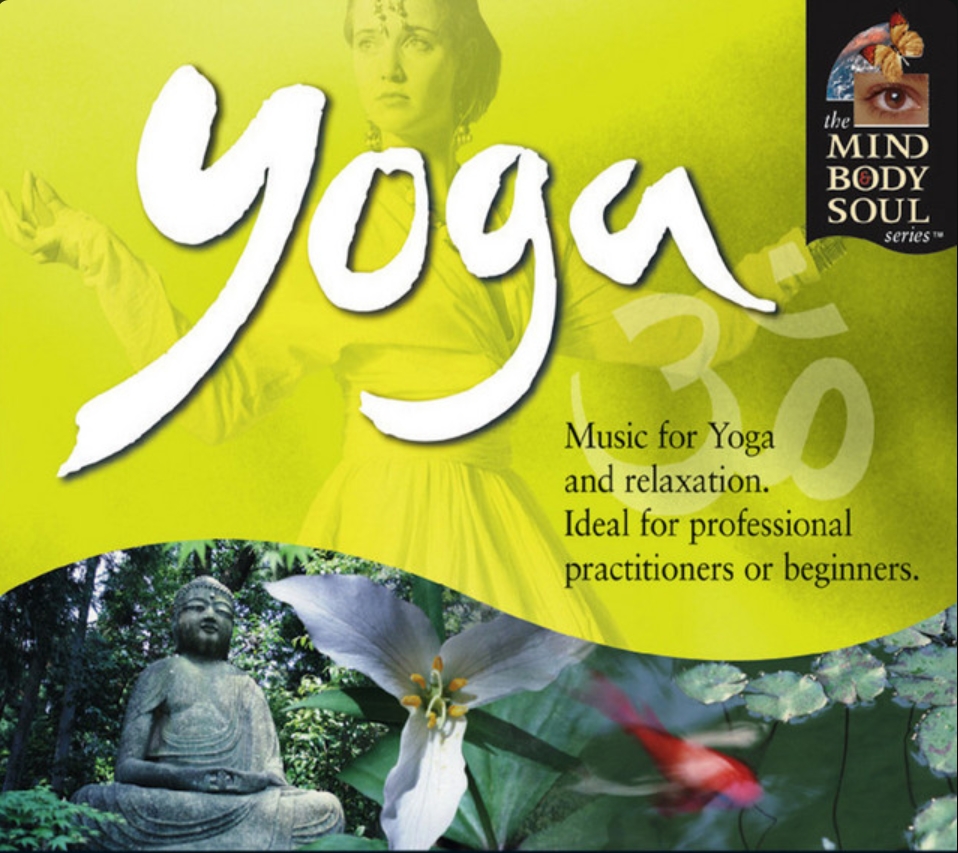 yoga
the
MIND
BODY
&
SOUL
series™
ॐ
Music for Yoga
and relaxation.
Ideal for professional
practitioners or beginners.